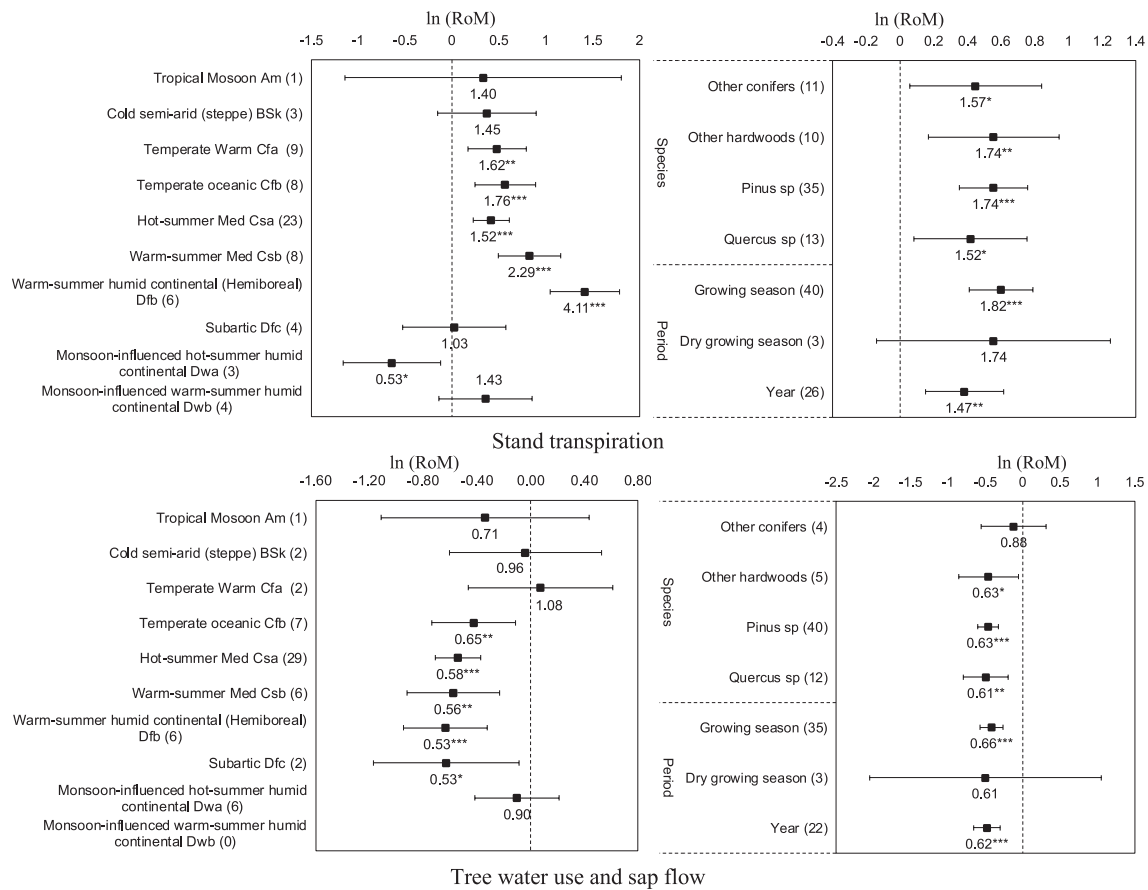 ln (RoM)
-1.5 -1 -0.5 0 0.5 1 1.5 2
Tropical Mosoon Am (1)
1.40
Cold semi-arid (steppe) BSk (3)
1.45
Temperate Warm Cfa (9)
1.62**
Temperate oceanic Cfb (8)
1.76***
Hot-summer Med Csa (23)
1.52***
Warm-summer Med Csb (8)
2.29***
Warm-summer humid continental (Hemiboreal)
Dfb (6)
4.11***
Subartic Dfc (4)
1.03
Monsoon-influenced hot-summer humid
continental Dwa (3)
0.53*
Monsoon-influenced warm-summer humid
continental Dwb (4)
1.43
ln (RoM)
-0.4 -0.2 0 0.2 0.4 0.6 0.8 1 1.2 1.4
Species
Other conifers (11)
1.57*
Other hardwoods (10)
1.74**
Pinus sp (35)
1.74***
Quercus sp (13)
1.52*
Period
Growing season (40)
1.82***
Dry growing season (3)
1.74
Year (26)
1.47**
Stand transpiration
ln (RoM)
-1.60 -1.20 -0.80 -0.40 0.00 0.40 0.80
Tropical Mosoon Am (1)
0.71
Cold semi-arid (steppe) BSk (2)
0.96
Temperate Warm Cfa (2)
1.08
Temperate oceanic Cfb (7)
0.65**
Hot-summer Med Csa (29)
0.58***
Warm-summer Med Csb (6)
0.56**
Warm-summer humid continental (Hemiboreal)
Dfb (6)
0.53***
Subartic Dfc (2)
0.53*
Monsoon-influenced hot-summer humid
continental Dwa (6)
0.90
Monsoon-influenced warm-summer humid
continental Dwb (0)
ln (RoM)
-2.5 -2 -1.5 -1 -0.5 0 0.5 1 1.5
Species
Other conifers (4)
0.88
Other hardwoods (5)
0.63*
Pinus sp (40)
0.63***
Quercus sp (12)
0.61**
Period
Growing season (35)
0.66***
Dry growing season (3)
0.61
Year (22)
0.62***
Tree water use and sap flow